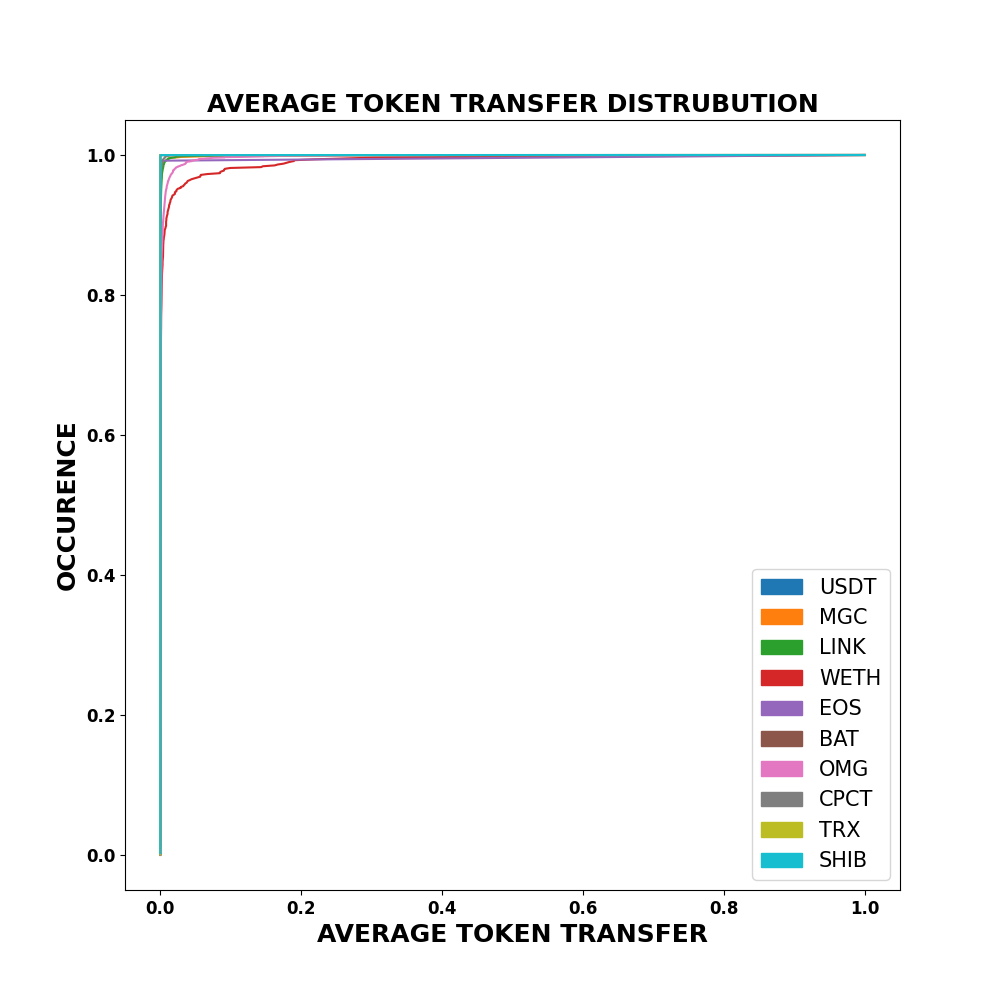 AVERAGE TOKEN TRANSFER DISTRUBUTION
1.0
0.8
0.6
0.4
0.2
0.0
OCCURENCE
0.0 0.2 0.4 0.6 0.8 1.0
AVERAGE TOKEN TRANSFER
USDT
MGC
LINK
WETH
EOS
BAT
OMG
CPCT
TRX
SHIB